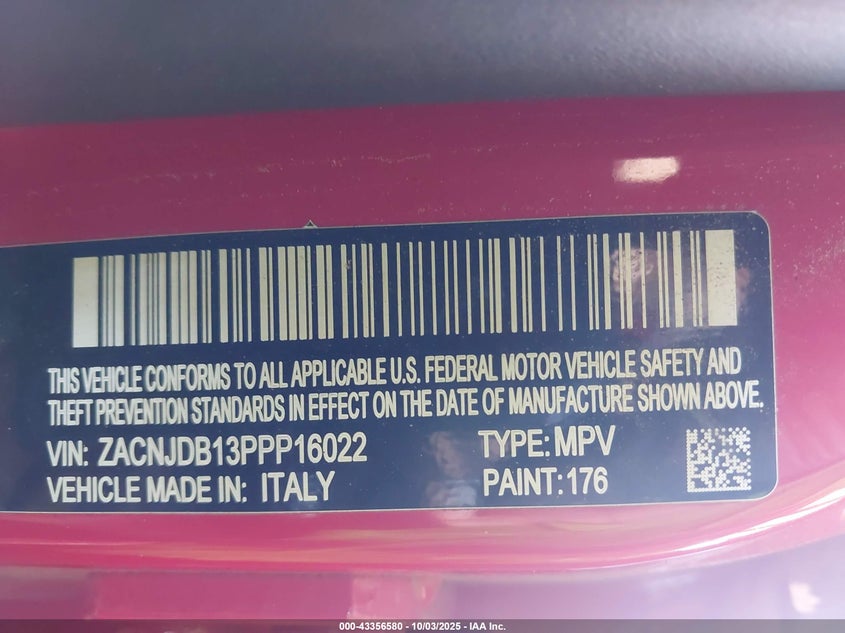 THIS VEHICLE CONFORMS TO ALL APPLICABLE U.S. FEDERAL MOTOR VEHICLE SAFETY AND
THEFT PREVENTION STANDARDS IN EFFECT ON THE DATE OF MANUFACTURE SHOWN ABOVE.
VIN: ZACNJDB13PPP16022 TYPE: MPV
VEHICLE MADE IN: ITALY PAINT: 176
000-43356580 - 10/03/2025 - IAA Inc.